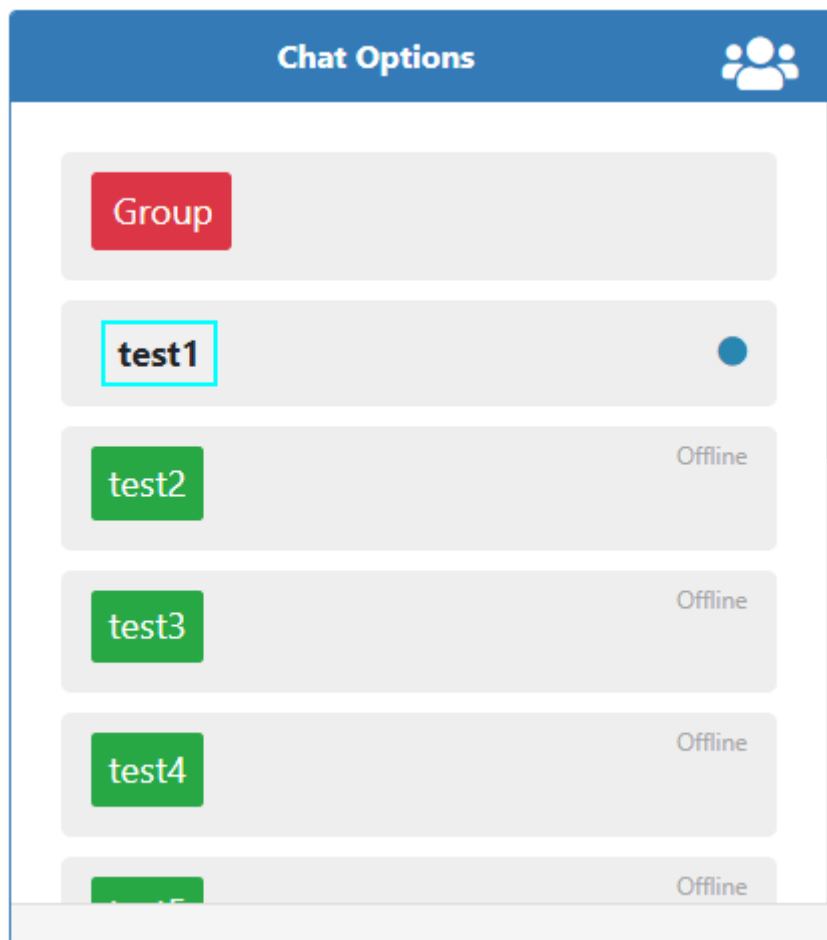 Chat Options
Group
test1
test2 Offline
test3 Offline
test4 Offline
Offline